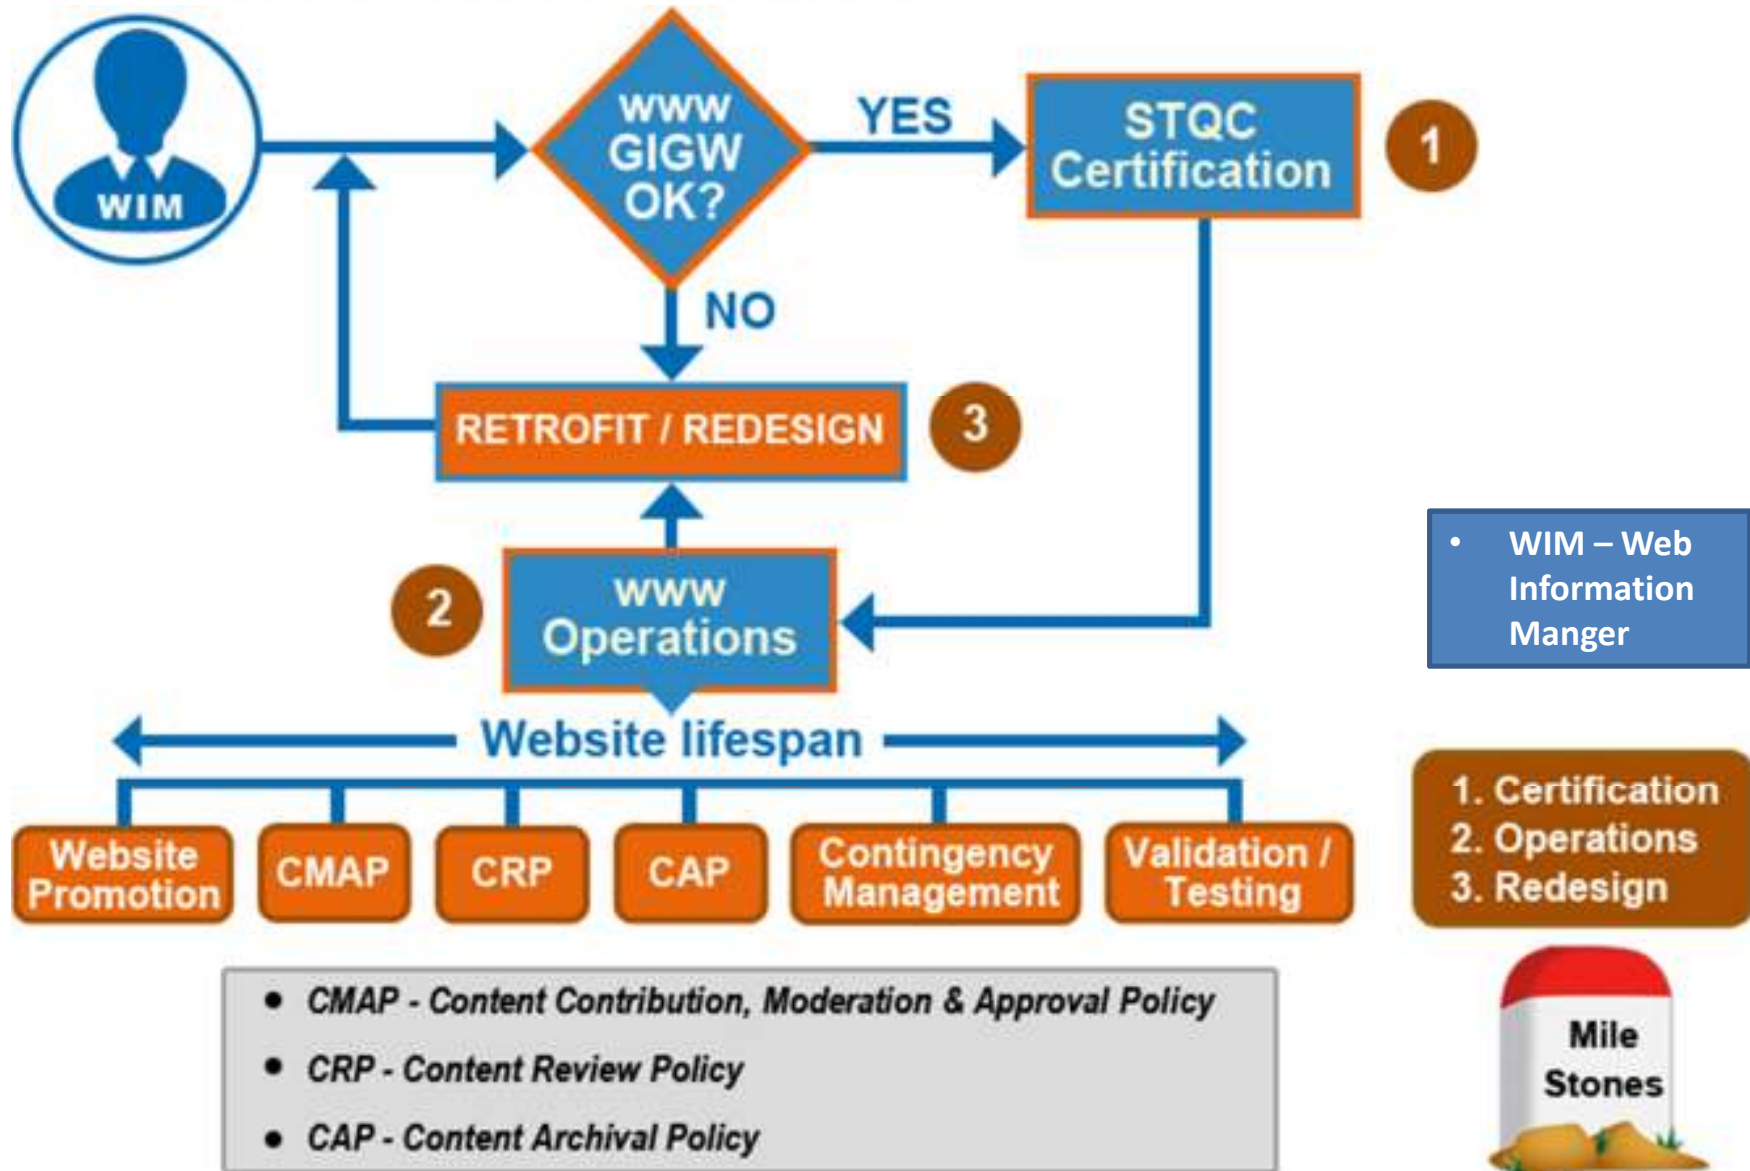 WIM
www
GIGW
OK?
YES
STQC
Certification
1
NO
RETROFIT / REDESIGN
3
2
www
Operations
• WIM – Web
Information
Manger
Website lifespan
Website
Promotion
CMAP
CRP
CAP
Contingency
Management
Validation /
Testing
1. Certification
2. Operations
3. Redesign
• CMAP - Content Contribution, Moderation & Approval Policy
• CRP - Content Review Policy
• CAP - Content Archival Policy
Mile
Stones